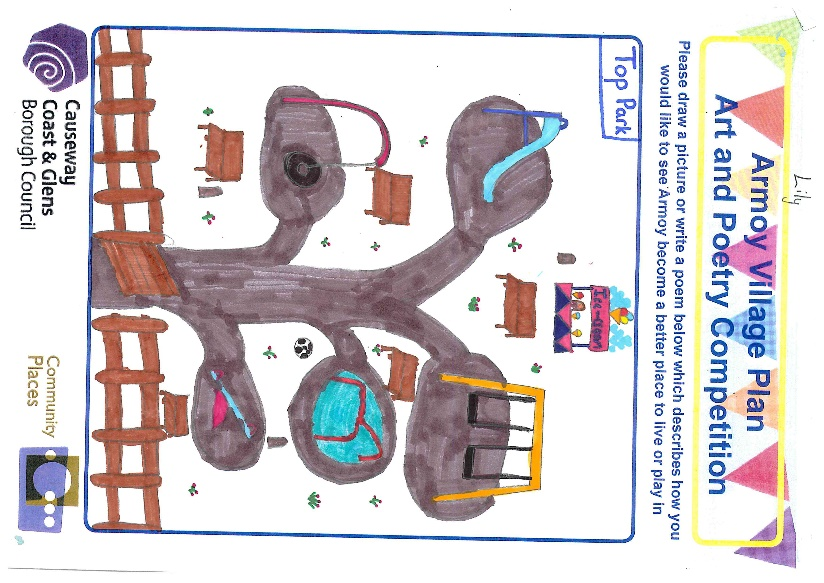 Lily
Armoy Village Plan
Art and Poetry Competition
Please draw a picture or write a poem below which describes how you
would like to see Armoy become a better place to live or play in
Top Park
Ice-cream
Causeway
Coast & Glens
Borough Council
Community
Places